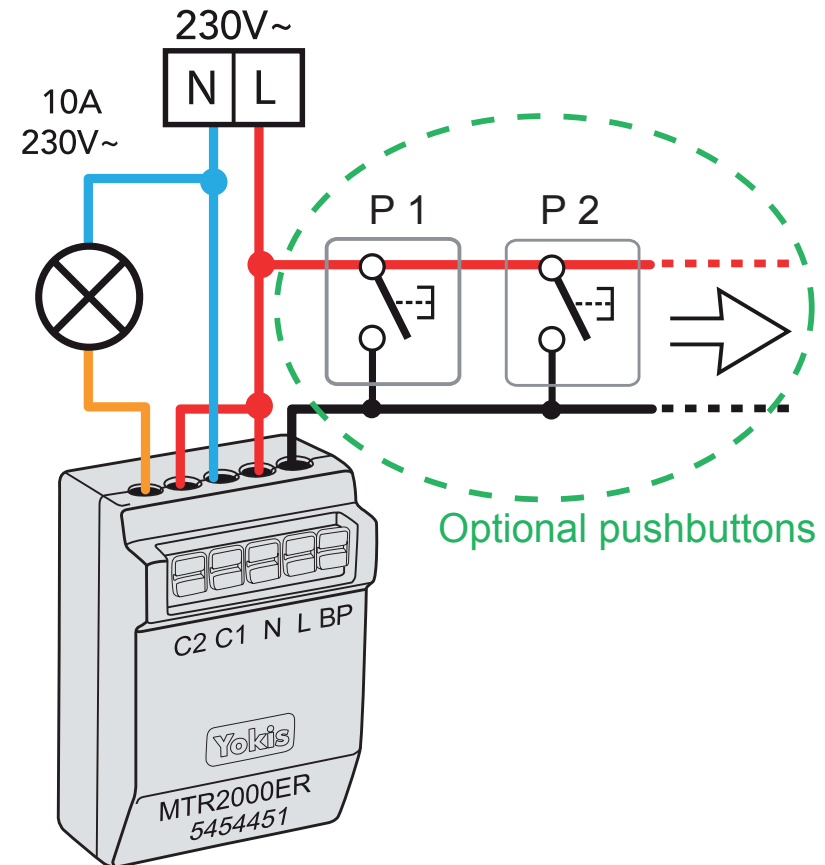 230V~
N L
10A
230V~
P 1
P 2
Optional pushbuttons
C2 C1 N L BP
Yokis
MTR2000ER
5454451